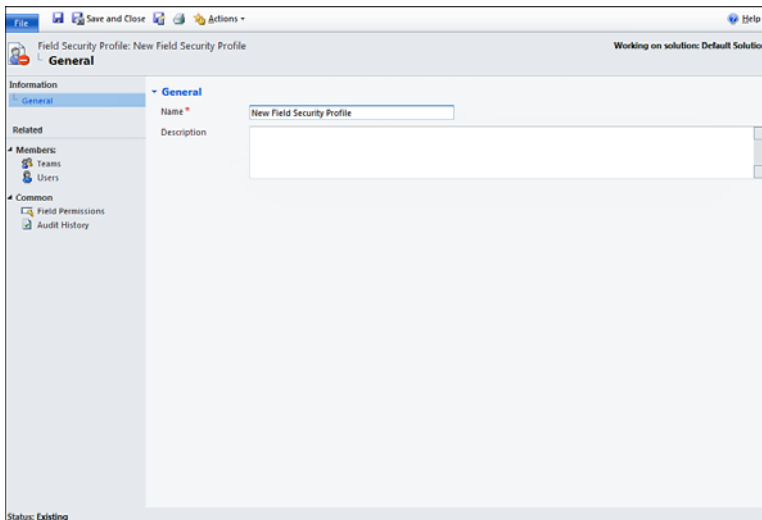 File Save and Close Actions Help
Field Security Profile: New Field Security Profile Working on solution: Default Solution
General
Information
General
Related
Members:
Teams
Users
Common
Field Permissions
Audit History
General
Name * New Field Security Profile
Description
Status: Existing